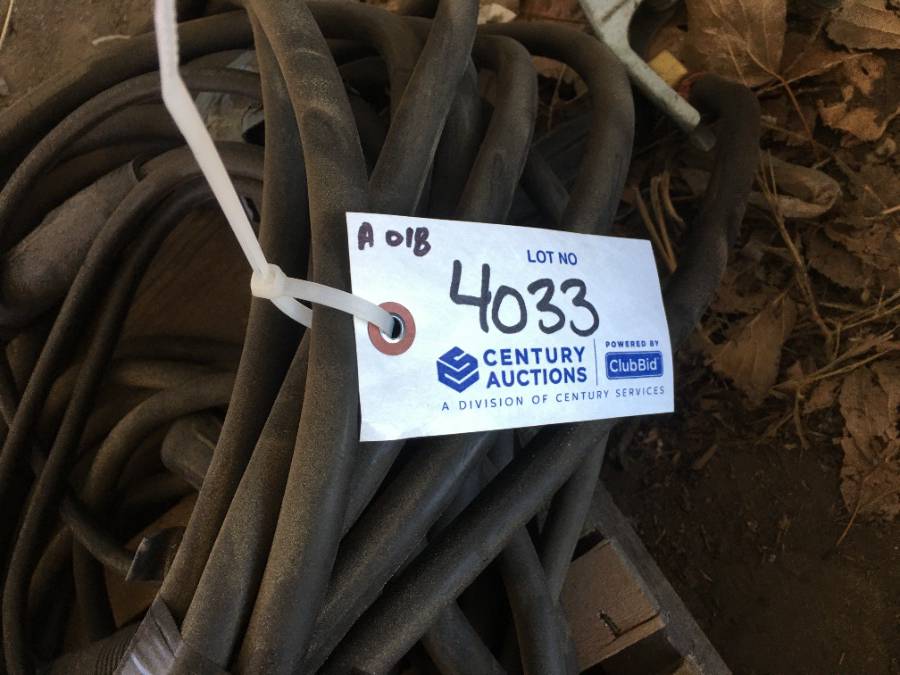 A 01B
LOT NO
4033
CENTURY
AUCTIONS
POWERED BY
ClubBid
A DIVISION OF CENTURY SERVICES